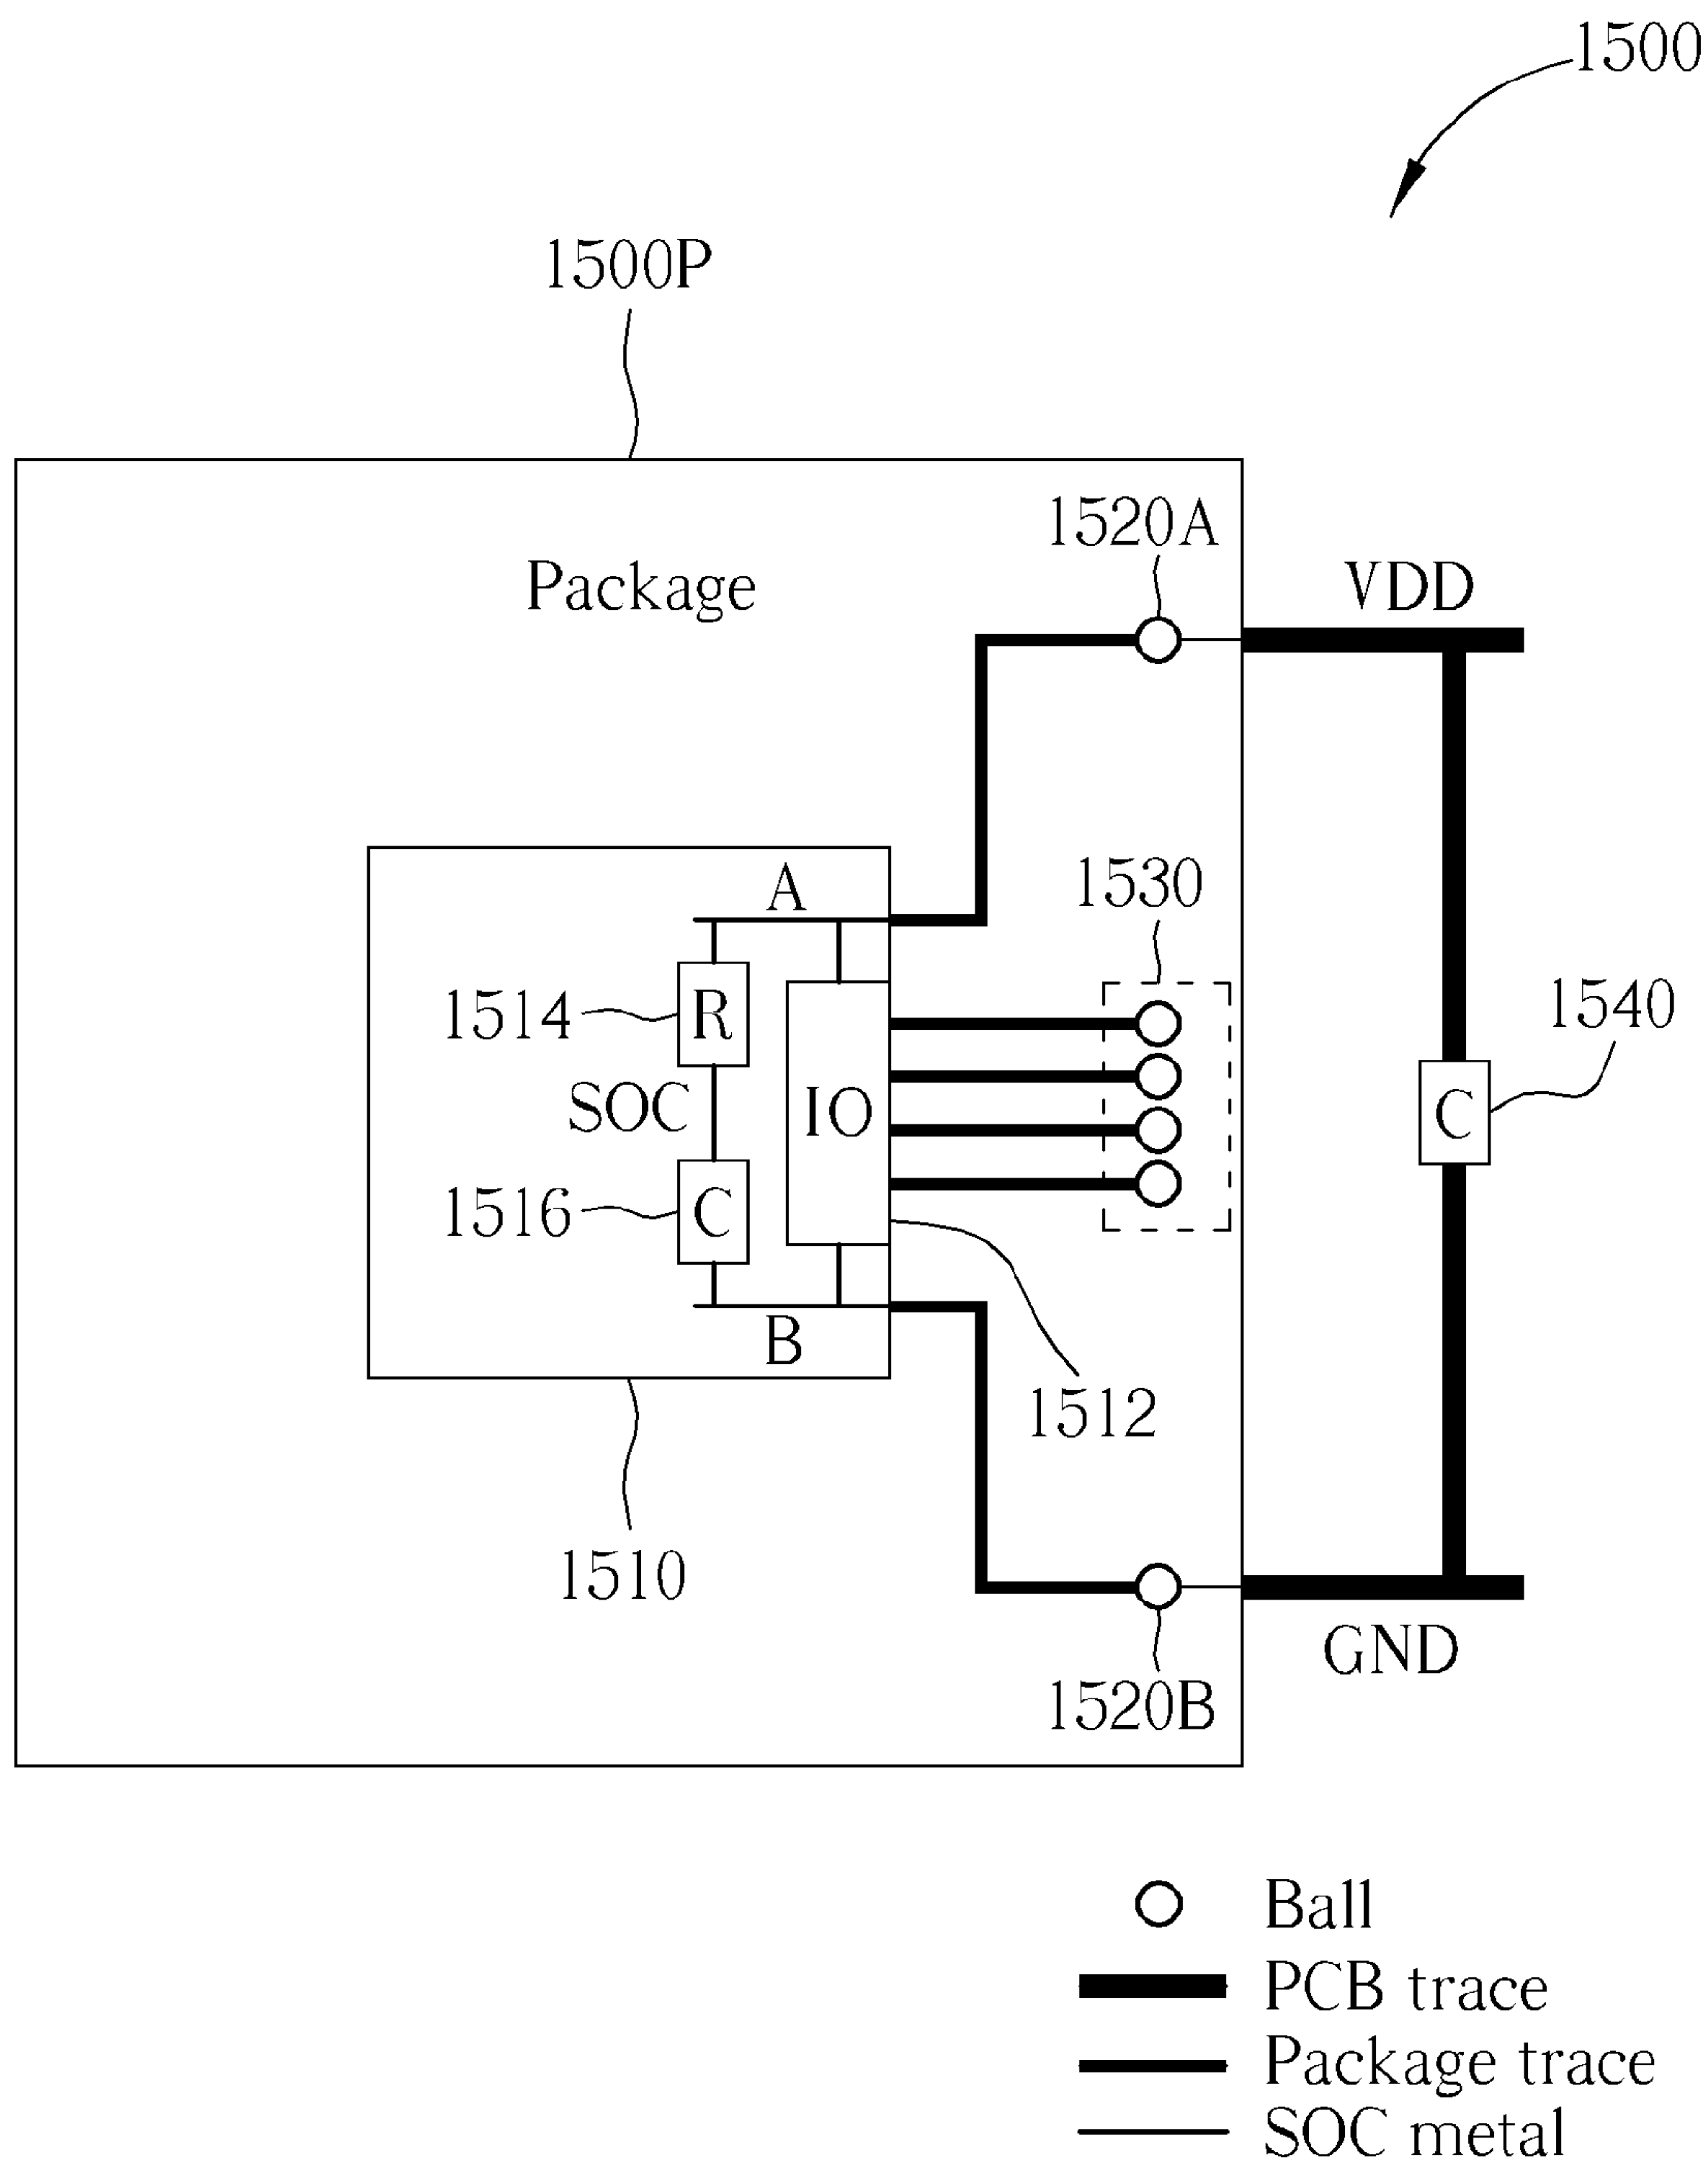 1500
1500P
1520A
Package
VDD
A
1530
1514
R
1540
SOC
IO
C
1516
C
B
1512
1510
GND
1520B
Ball
PCB trace
Package trace
SOC metal